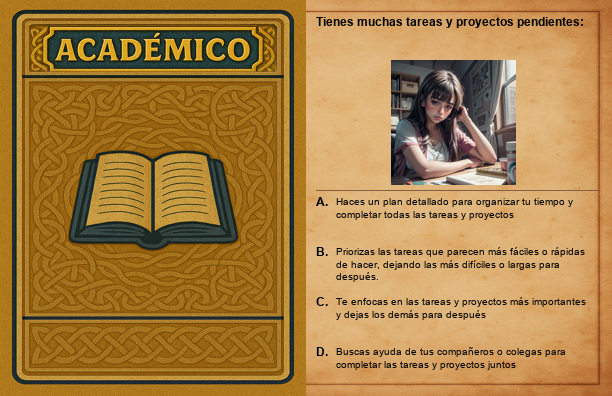 ACADÉMICO
Tienes muchas tareas y proyectos pendientes:
A. Haces un plan detallado para organizar tu tiempo y
completar todas las tareas y proyectos
B. Priorizas las tareas que parecen más fáciles o rápidas
de hacer, dejando las más difíciles o largas para
después.
C. Te enfocas en las tareas y proyectos más importantes
y dejas los demás para después
D. Buscas ayuda de tus compañeros o colegas para
completar las tareas y proyectos juntos